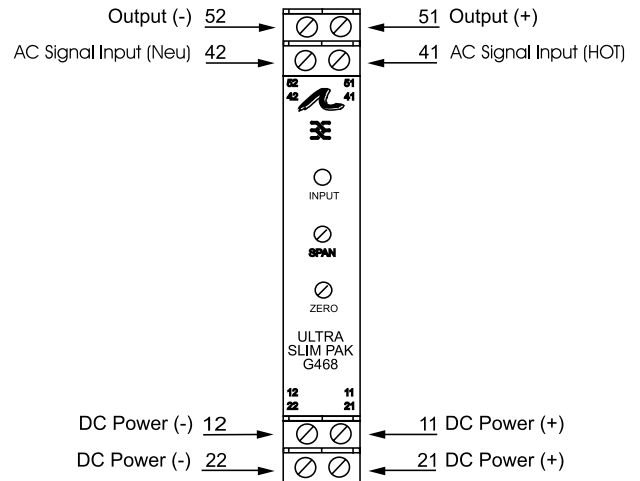 Output (-) 52
51 Output (+)
AC Signal Input (Neu) 42
41 AC Signal Input (HOT)
52 51
42 41
INPUT
SPAN
ZERO
ULTRA
SLIM PAK
G468
12 11
22 21
DC Power (-) 12
11 DC Power (+)
DC Power (-) 22
21 DC Power (+)